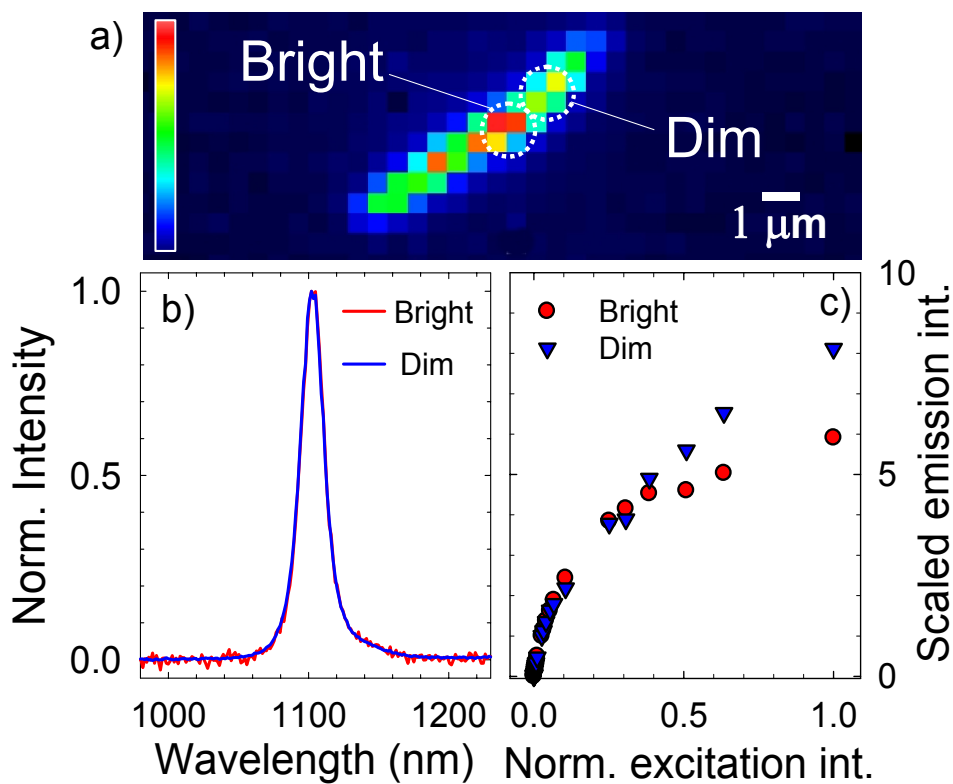 a)
Bright
Dim
1 μm
b)
Bright
Dim
1.0
0.5
0.0
Norm. Intensity
1000 1100 1200
Wavelength (nm)
c)
Bright
Dim
10
5
0
Scaled emission int.
0.0 0.5 1.0
Norm. excitation int.